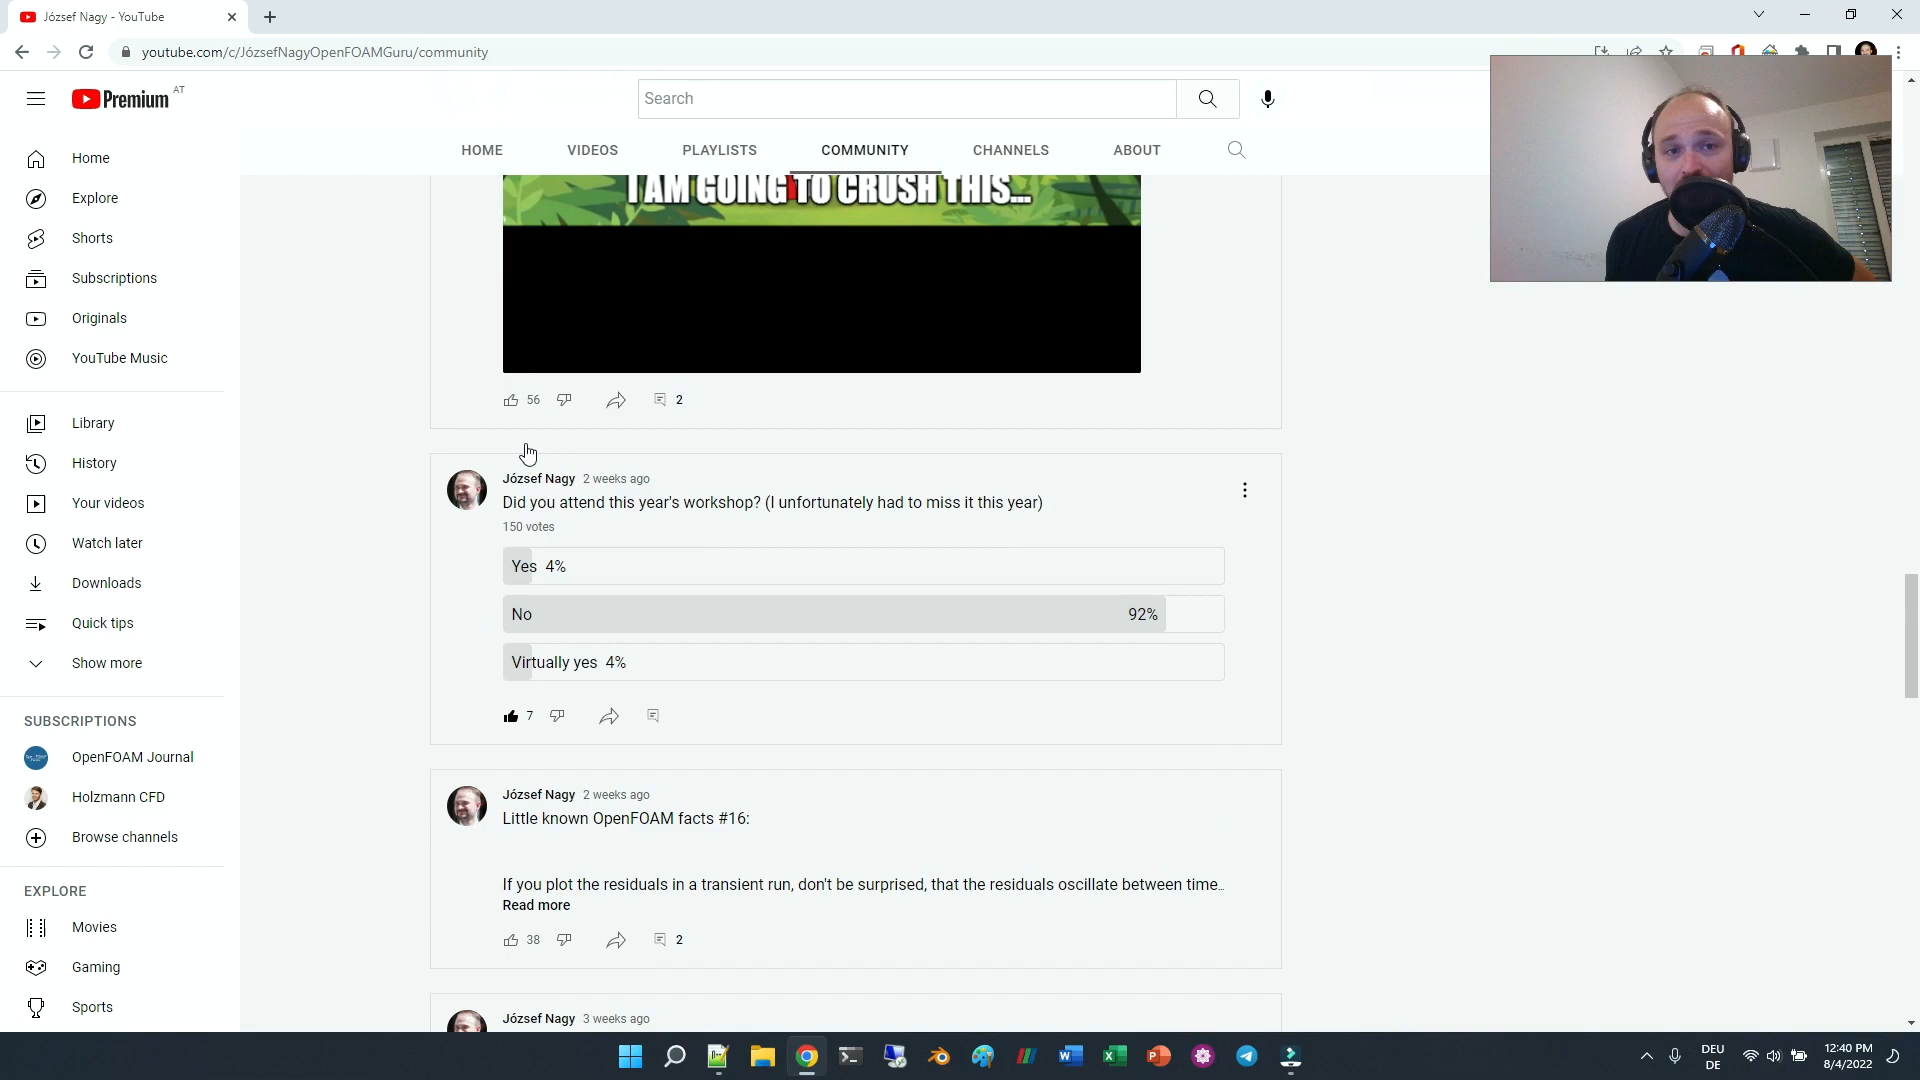 József Nagy - YouTube
youtube.com/c/JózsefNagyOpenFOAMGuru/community
Premium AT
Search
HOME VIDEOS PLAYLISTS COMMUNITY CHANNELS ABOUT
Home
Explore
Shorts
Subscriptions
Originals
YouTube Music
Library
History
Your videos
Watch later
Downloads
Quick tips
Show more
SUBSCRIPTIONS
OpenFOAM Journal
Holzmann CFD
Browse channels
EXPLORE
Movies
Gaming
Sports
I AM GOING TO CRUSH THIS...
56 2
József Nagy 2 weeks ago
Did you attend this year's workshop? (I unfortunately had to miss it this year)
150 votes
Yes 4%
No 92%
Virtually yes 4%
7
József Nagy 2 weeks ago
Little known OpenFOAM facts #16:
If you plot the residuals in a transient run, don't be surprised, that the residuals oscillate between time...
Read more
38 2
József Nagy 3 weeks ago
DEU
DE
12:40 PM
8/4/2022